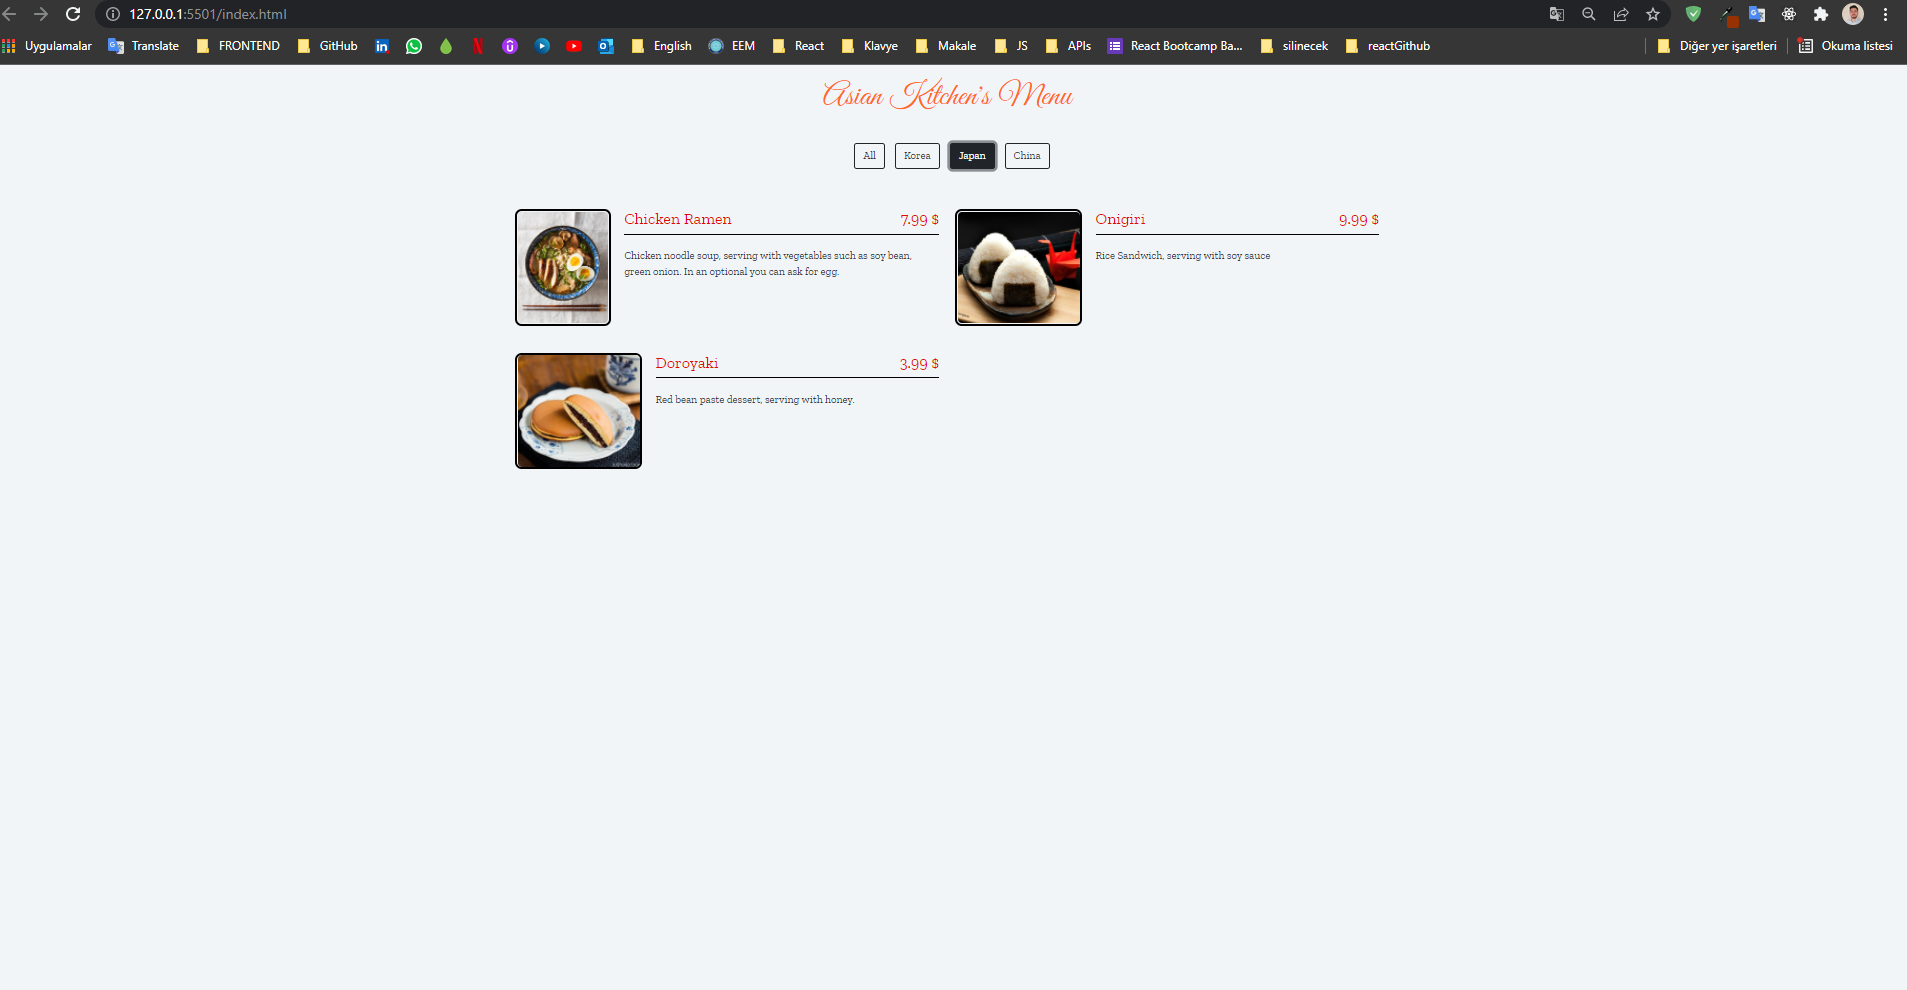 127.0.0.1:5501/index.html
Uygulamalar Translate FRONTEND GitHub English EEM React Klavye Makale JS APIs React Bootcamp Ba... silinecek reactGithub Diğer yer işaretleri Okuma listesi
Asian Kitchen's Menu
All Korea Japan China
Chicken Ramen 7.99 $
Chicken noodle soup, serving with vegetables such as soy bean,
green onion. In an optional you can ask for egg.
Onigiri 9.99 $
Rice Sandwich, serving with soy sauce
Doroyaki 3.99 $
Red bean paste dessert, serving with honey.